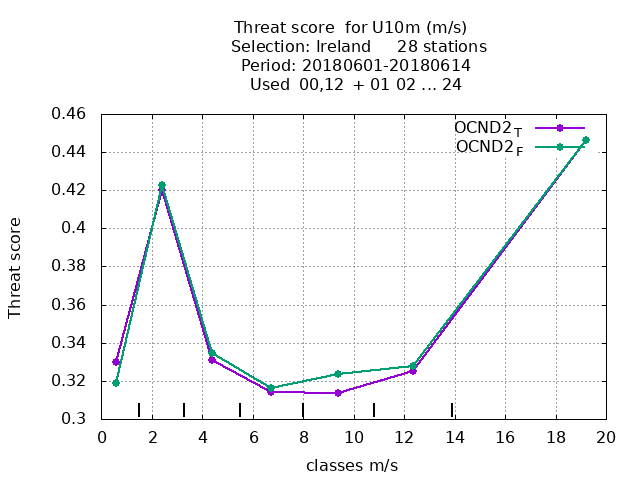 Threat score  for U10m (m/s)
Selection: Ireland     28 stations
Period: 20180601-20180614
Used  00,12  + 01 02 ... 24
0.46
0.44
0.42
0.4
0.38
0.36
0.34
0.32
0.3
Threat score
OCND2T
OCND2F
0 2 4 6 8 10 12 14 16 18 20
classes m/s